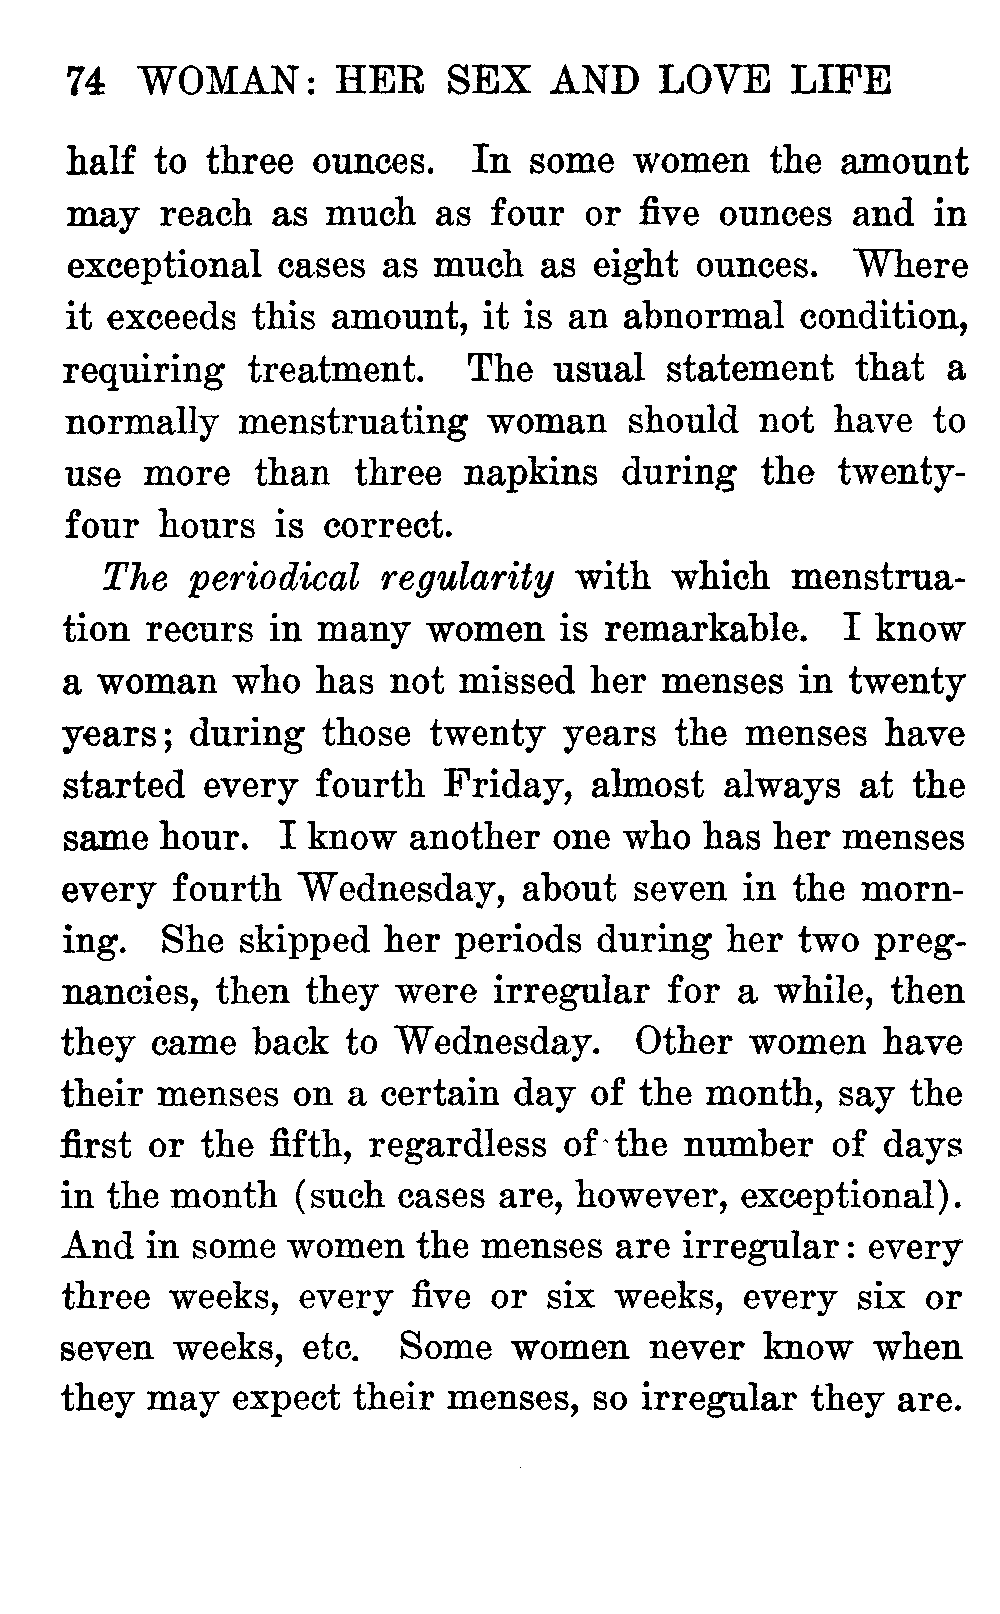 74 WOMAN: HER SEX AND LOVE LIFE
half to three ounces. In some women the amount
may reach as much as four or five ounces and in
exceptional cases as much as eight ounces. Where
it exceeds this amount, it is an abnormal condition,
requiring treatment. The usual statement that a
normally menstruating woman should not have to
use more than three napkins during the twenty-
four hours is correct.
The periodical regularity with which menstrua-
tion recurs in many women is remarkable. I know
a woman who has not missed her menses in twenty
years; during those twenty years the menses have
started every fourth Friday, almost always at the
same hour. I know another one who has her menses
every fourth Wednesday, about seven in the morn-
ing. She skipped her periods during her two preg-
nancies, then they were irregular for a while, then
they came back to Wednesday. Other women have
their menses on a certain day of the month, say the
first or the fifth, regardless of the number of days
in the month (such cases are, however, exceptional).
And in some women the menses are irregular: every
three weeks, every five or six weeks, every six or
seven weeks, etc. Some women never know when
they may expect their menses, so irregular they are.